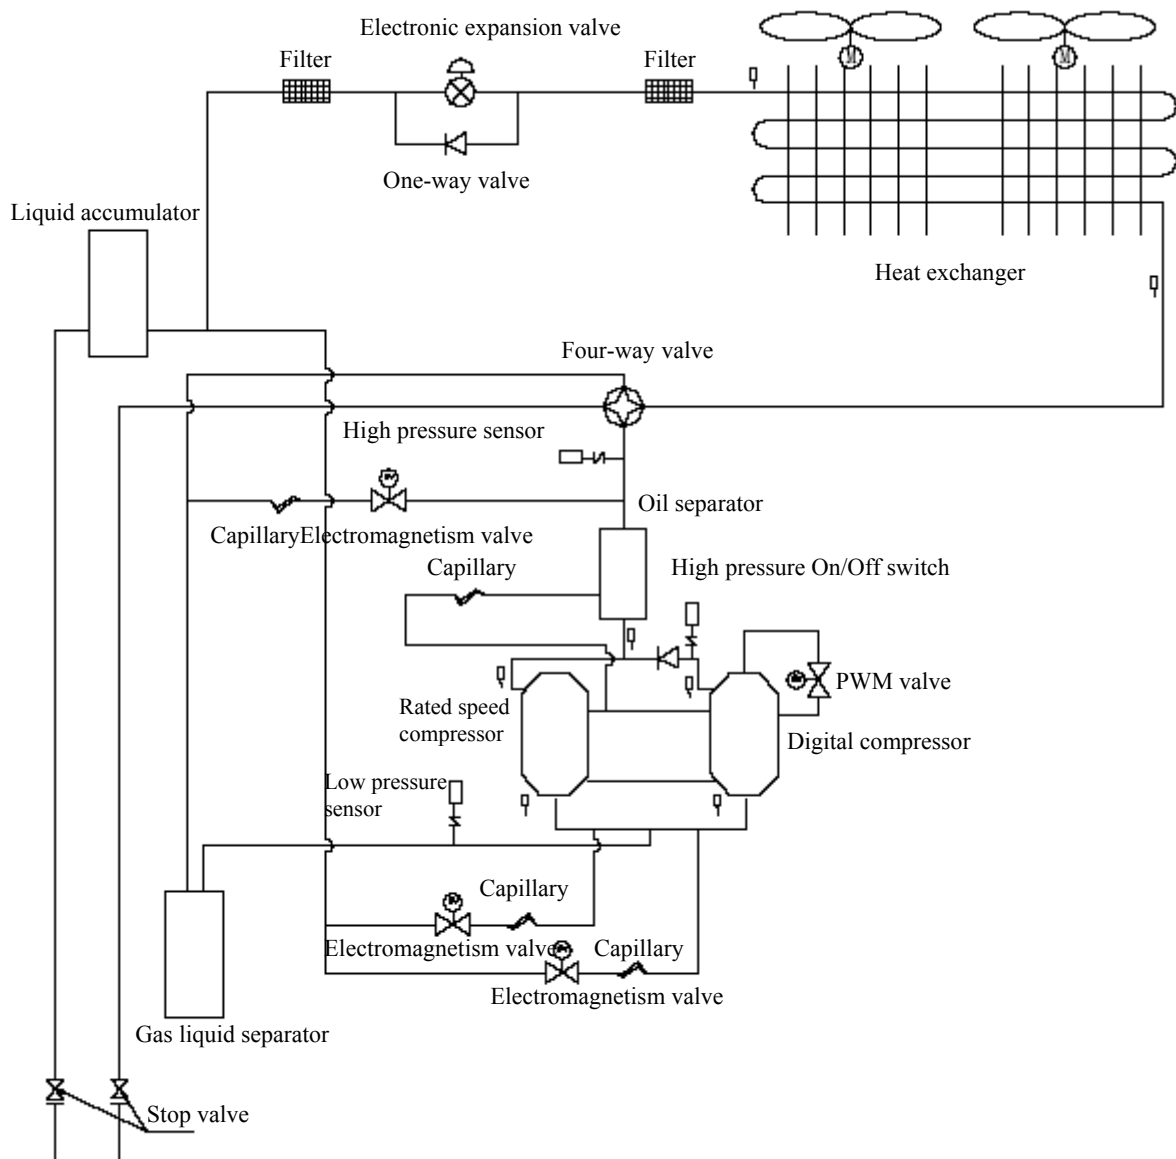 Electronic expansion valve
Filter
Filter
M
M
One-way valve
Liquid accumulator
Heat exchanger
Four-way valve
High pressure sensor
Oil separator
CapillaryElectromagnetism valve
High pressure On/Off switch
Capillary
PWM valve
Rated speed
compressor
Digital compressor
Low pressure
sensor
Capillary
Electromagnetism valve
Capillary
Electromagnetism valve
Gas liquid separator
Stop valve